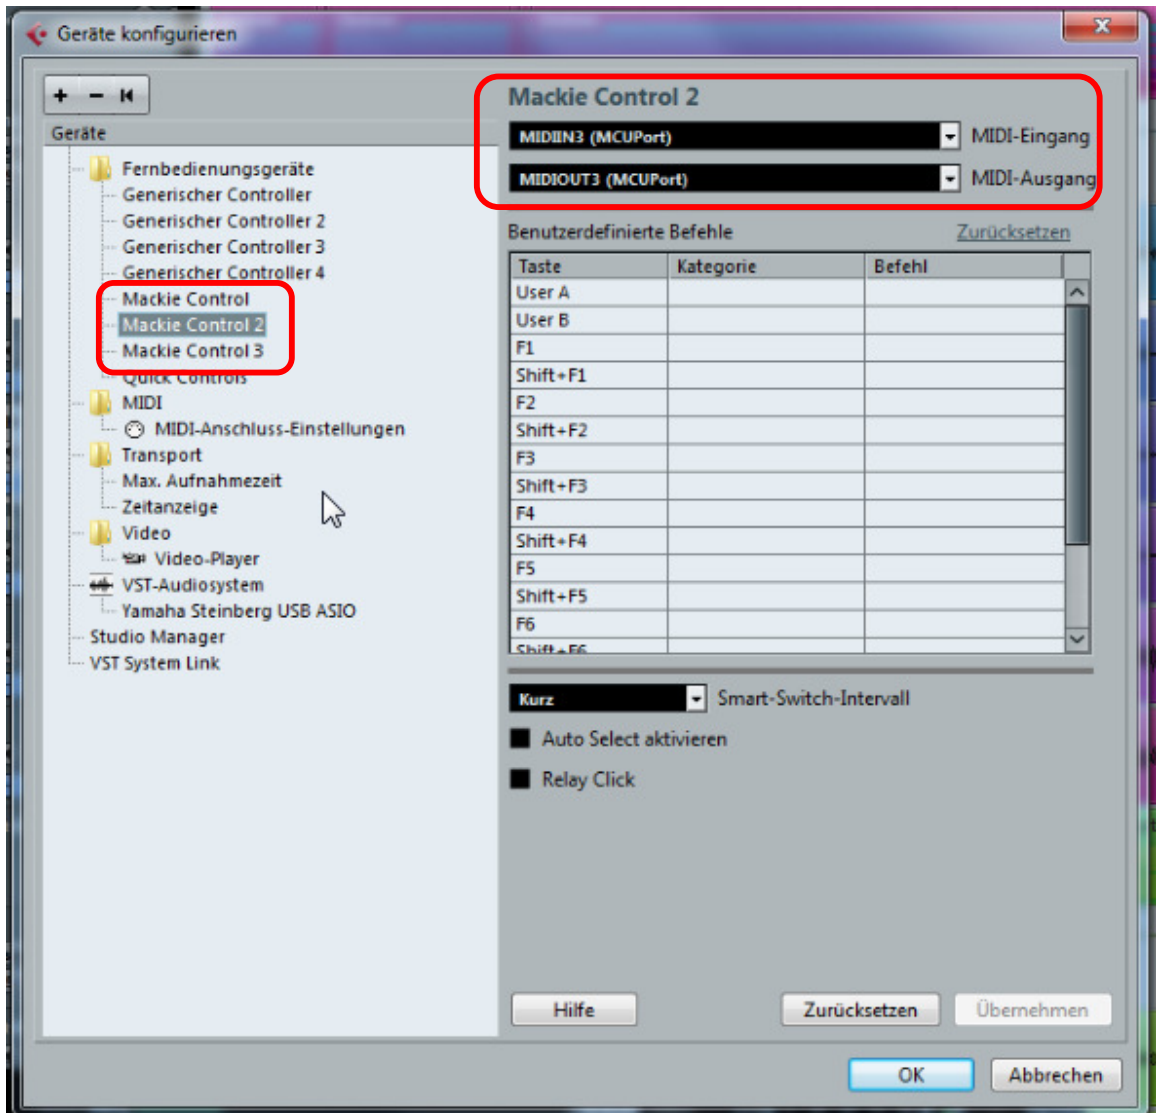 Geräte konfigurieren
Geräte
Fernbedienungsgeräte
Generischer Controller
Generischer Controller 2
Generischer Controller 3
Generischer Controller 4
Mackie Control
Mackie Control 2
Mackie Control 3
Quick Controls
MIDI
MIDI-Anschluss-Einstellungen
Transport
Max. Aufnahmezeit
Zeitanzeige
Video
Video-Player
VST-Audiosystem
Yamaha Steinberg USB ASIO
Studio Manager
VST System Link
Mackie Control 2
MIDIIN3 (MCUPort) MIDI-Eingang
MIDIOUT3 (MCUPort) MIDI-Ausgang
Benutzerdefinierte Befehle Zurücksetzen
Taste Kategorie Befehl
User A
User B
F1
Shift+F1
F2
Shift+F2
F3
Shift+F3
F4
Shift+F4
F5
Shift+F5
F6
Shift+F6
Kurz Smart-Switch-Intervall
Auto Select aktivieren
Relay Click
Hilfe Zurücksetzen Übernehmen
OK Abbrechen